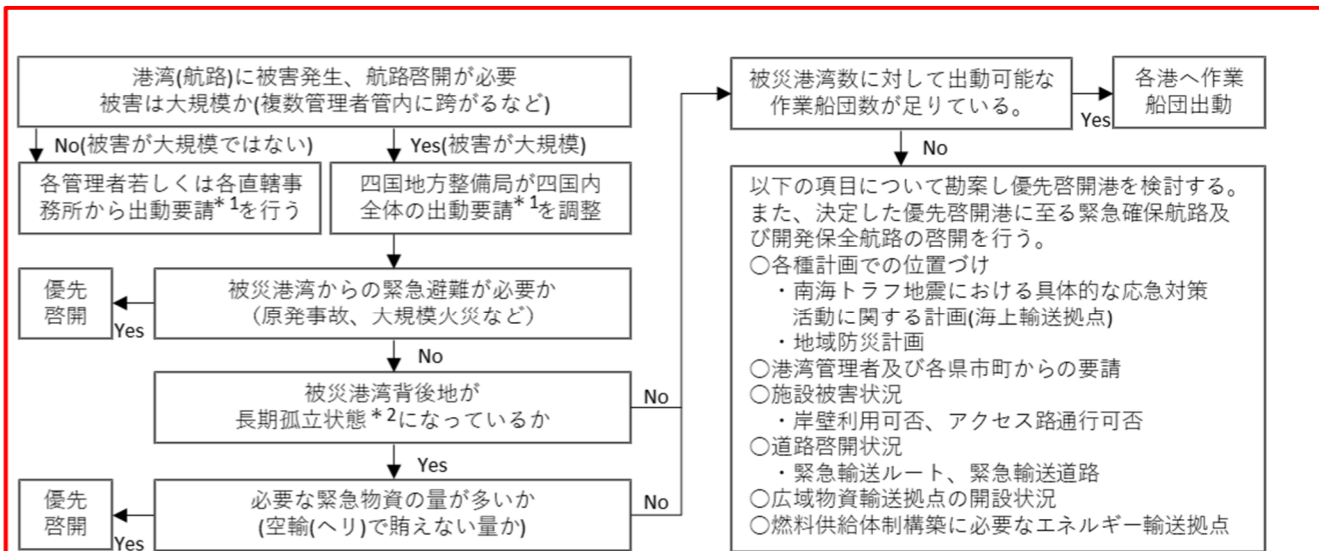 港湾(航路)に被害発生、航路啓開が必要
被害は大規模か(複数管理者管内に跨がるなど)
No(被害が大規模ではない)
Yes(被害が大規模)
各管理者若しくは各直轄事
務所から出動要請*1を行う
四国地方整備局が四国内
全体の出動要請*1を調整
優先
啓開
Yes
被災港湾からの緊急避難が必要か
(原発事故、大規模火災など)
No
被災港湾背後地が
長期孤立状態*2になっているか
No
Yes
優先
啓開
Yes
必要な緊急物資の量が多いか
(空輸(ヘリ)で賄えない量か)
No
被災港湾数に対して出動可能な
作業船団数が足りている。
Yes
各港へ作業
船団出動
No
以下の項目について勘案し優先啓開港を検討する。
また、決定した優先啓開港に至る緊急確保航路及
び開発保全航路の啓開を行う。
○各種計画での位置づけ
・南海トラフ地震における具体的な応急対策
活動に関する計画(海上輸送拠点)
・地域防災計画
○港湾管理者及び各県市町からの要請
○施設被害状況
・岸壁利用可否、アクセス路通行可否
○道路啓開状況
・緊急輸送ルート、緊急輸送道路
○広域物資輸送拠点の開設状況
○燃料供給体制構築に必要なエネルギー輸送拠点